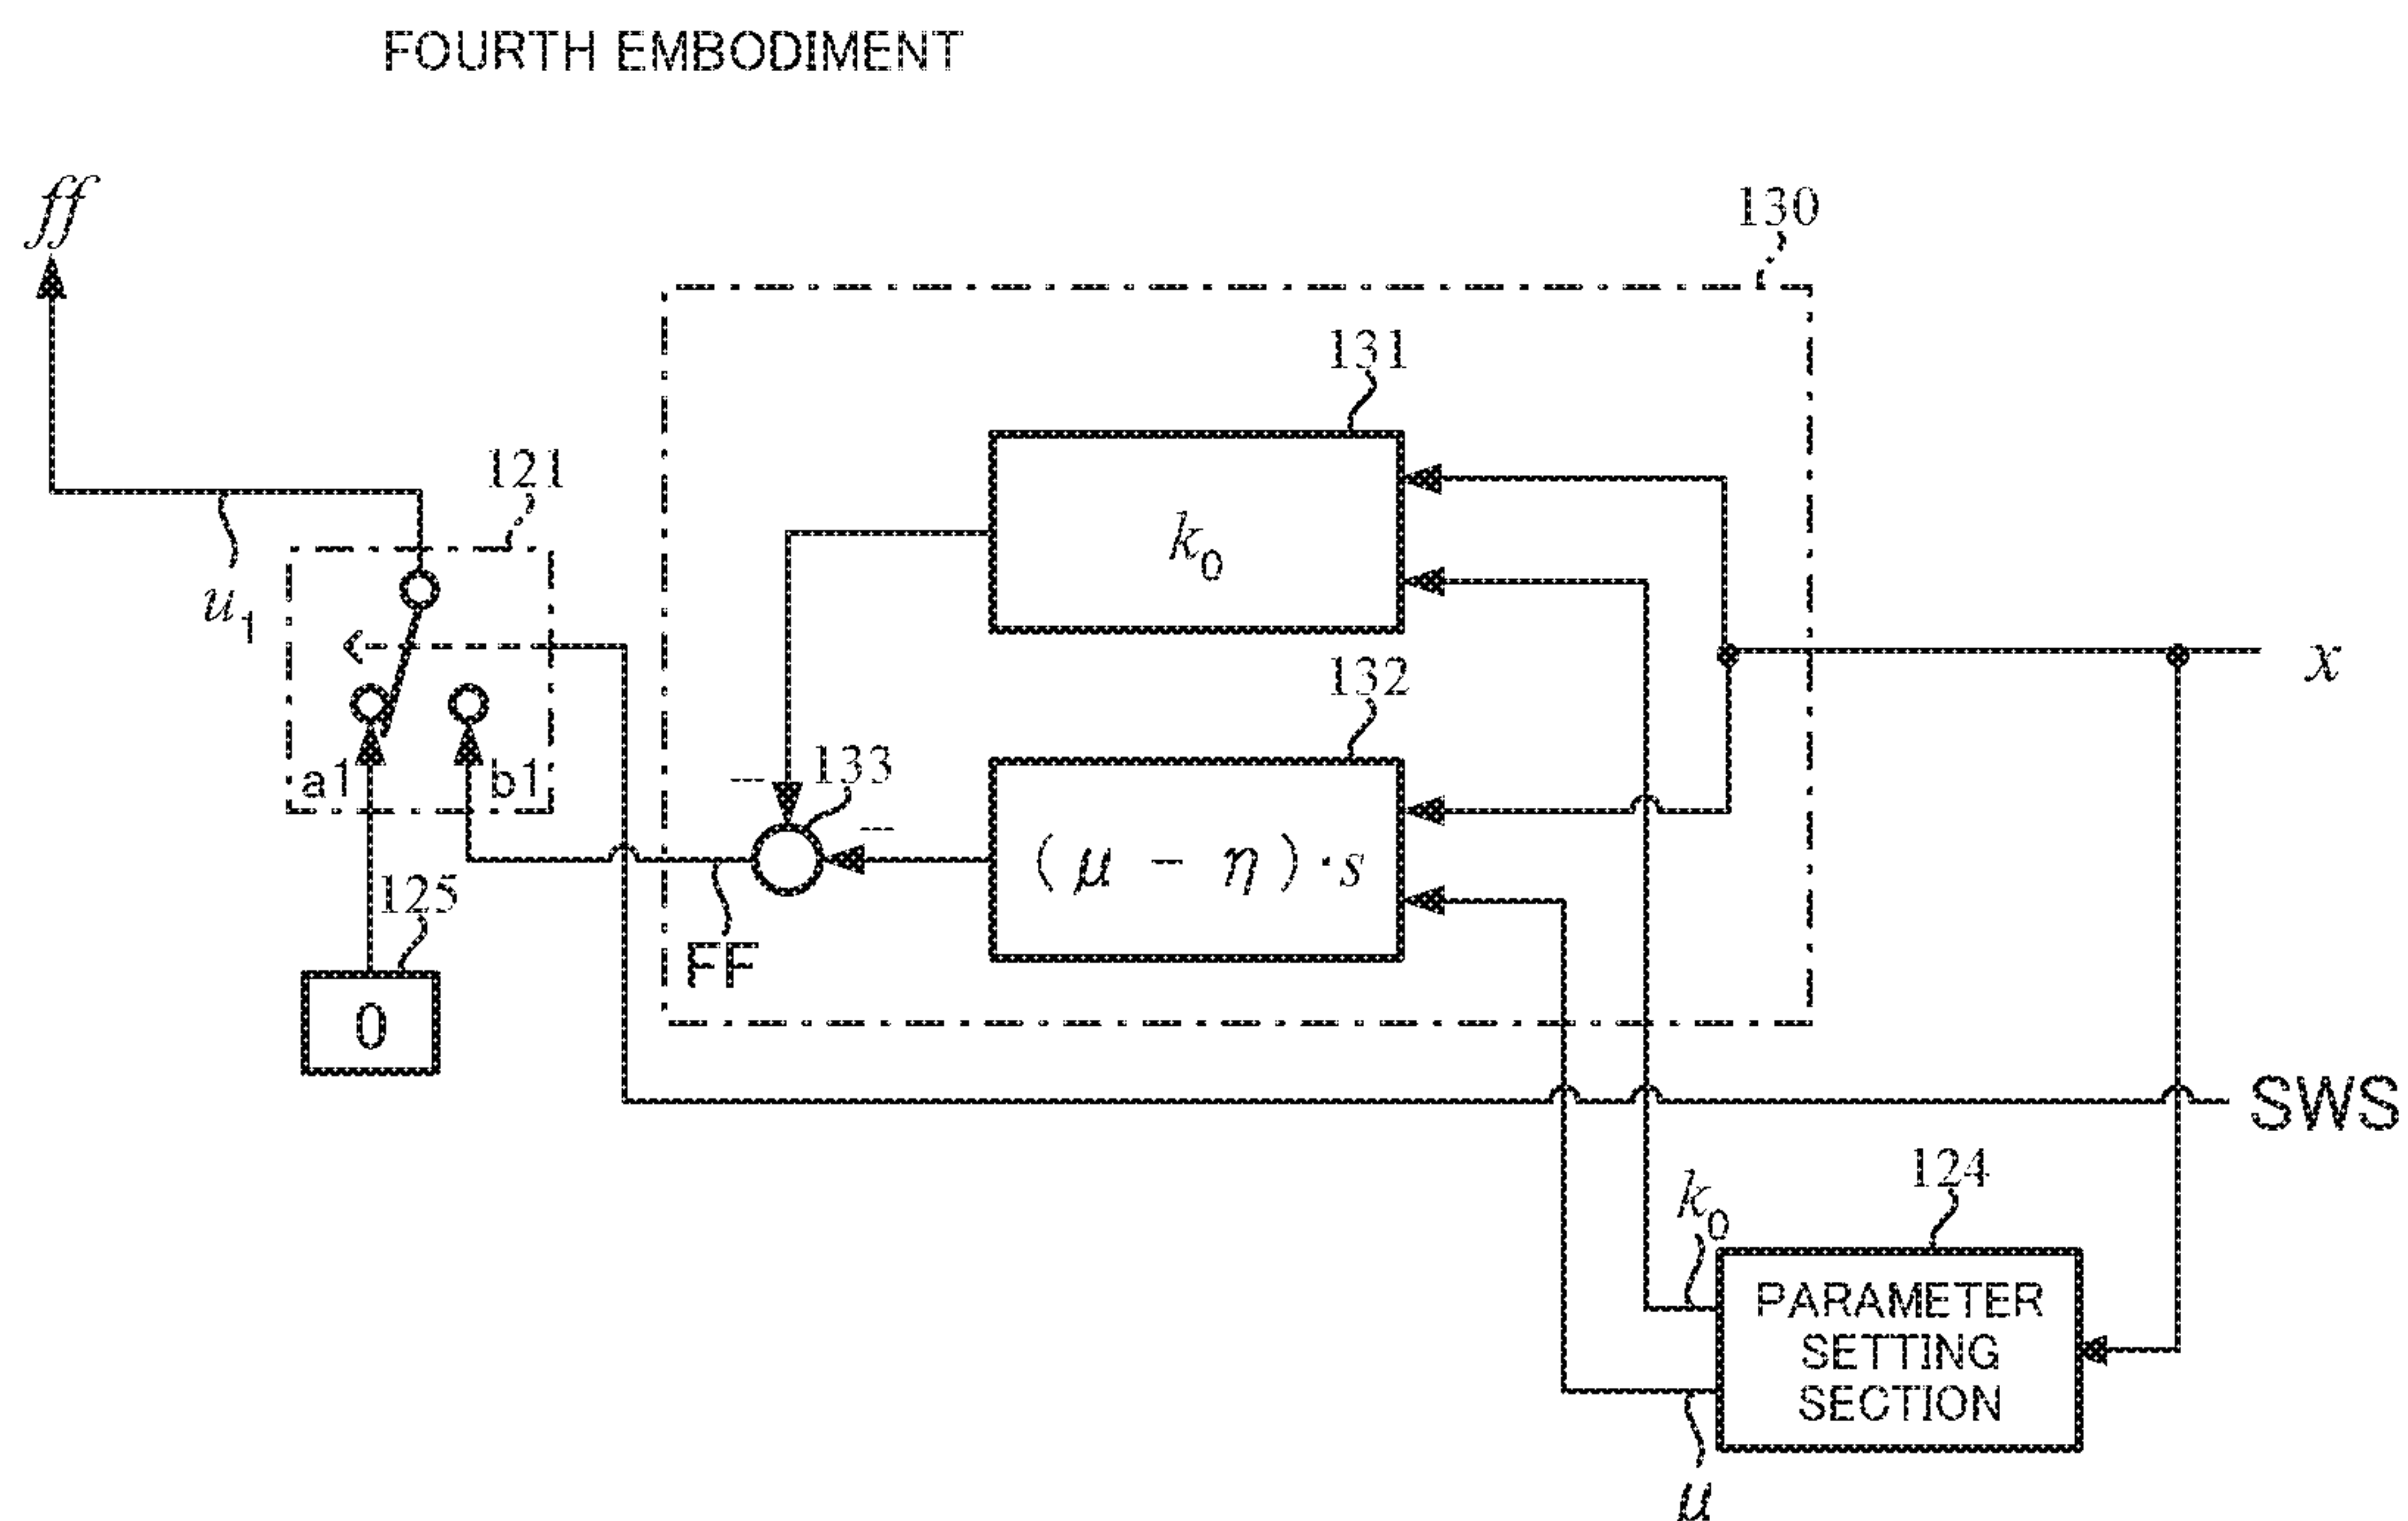 FOURTH EMBODIMENT
ff
130
131
121
k0
u1
x
132
133
a1
b1
(μ − η)·s
125
FF
0
SWS
124
k0
PARAMETER
SETTING
SECTION
μ